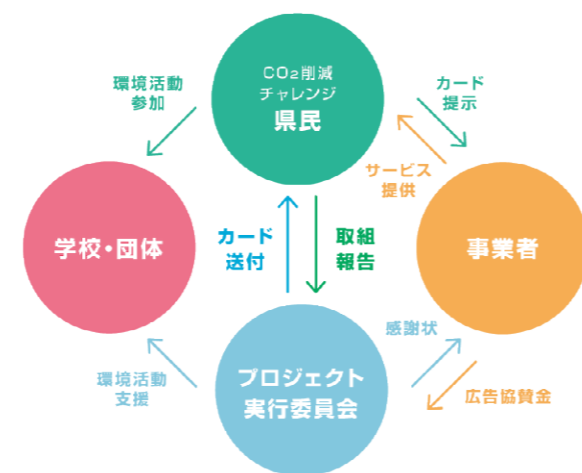 CO₂削減
チャレンジ
県民
環境活動
参加
カード
提示
サービス
提供
学校・団体
カード
送付
取組
報告
事業者
環境活動
支援
プロジェクト
実行委員会
感謝状
広告協賛金